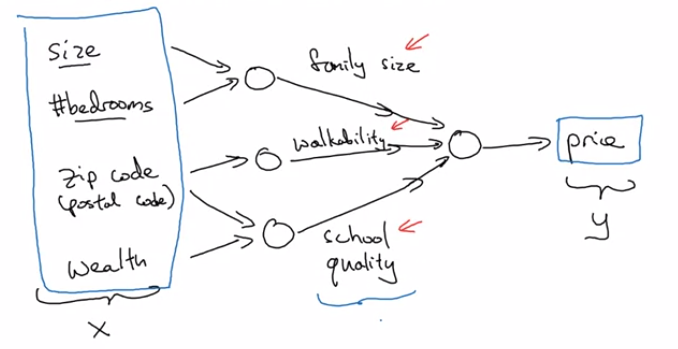 size
#bedrooms
zip code
(postal code)
wealth
X
family size
walkability
school
quality
price
y